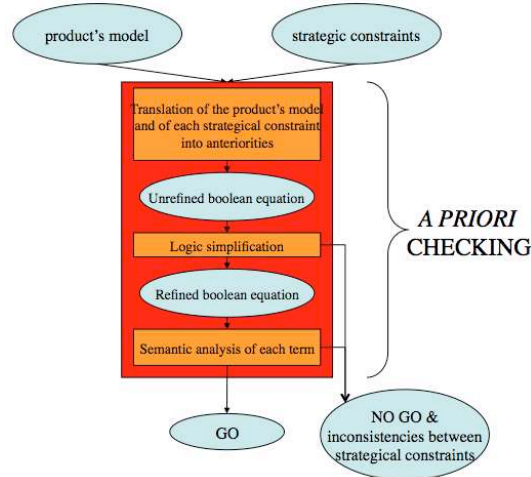 product's model
strategic constraints
Translation of the product's model
and of each strategical constraint
into anteriorities
Unrefined boolean equation
A PRIORI
CHECKING
Logic simplification
Refined boolean equation
Semantic analysis of each term
GO
NO GO &
inconsistencies between
strategical constraints